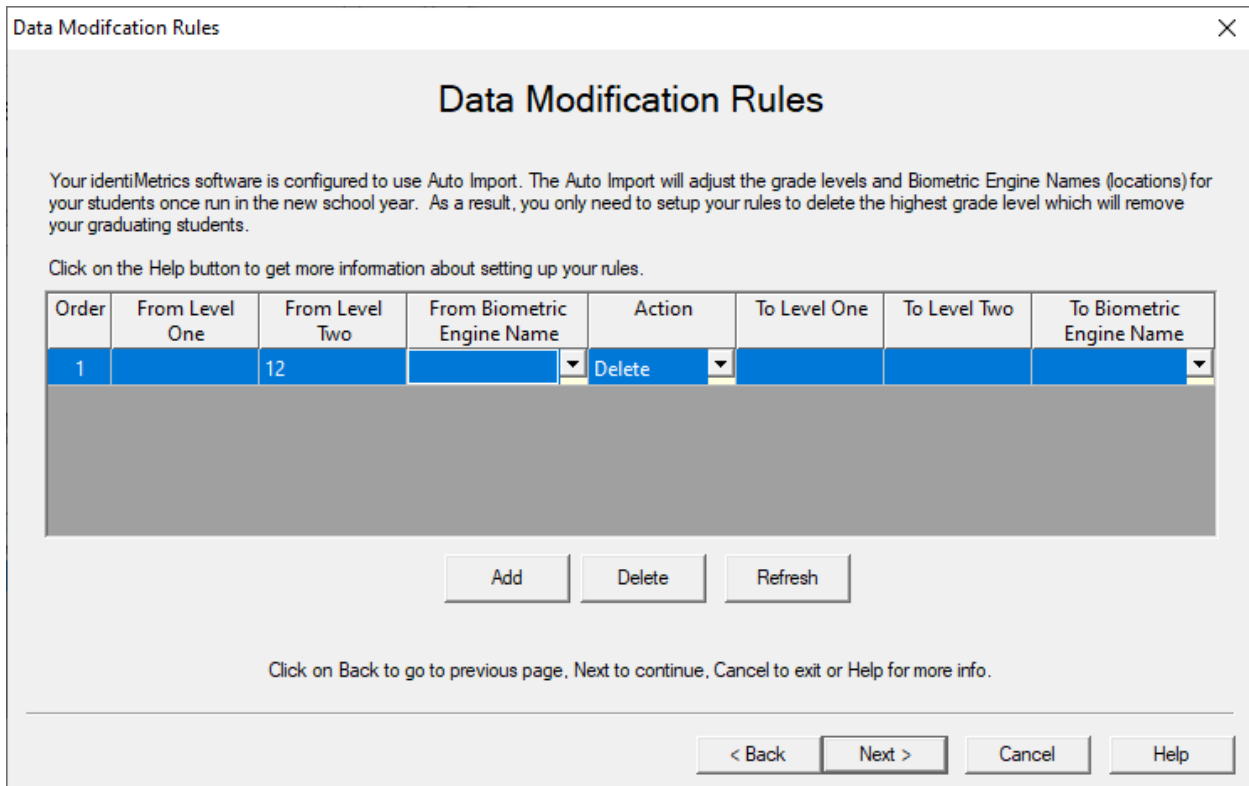 Data Modifcation Rules
Data Modification Rules
Your identiMetrics software is configured to use Auto Import. The Auto Import will adjust the grade levels and Biometric Engine Names (locations) for
your students once run in the new school year. As a result, you only need to setup your rules to delete the highest grade level which will remove
your graduating students.
Click on the Help button to get more information about setting up your rules.
Order From Level One From Level Two From Biometric Engine Name Action To Level One To Level Two To Biometric Engine Name
1 12 Delete
Add Delete Refresh
Click on Back to go to previous page, Next to continue, Cancel to exit or Help for more info.
< Back Next > Cancel Help